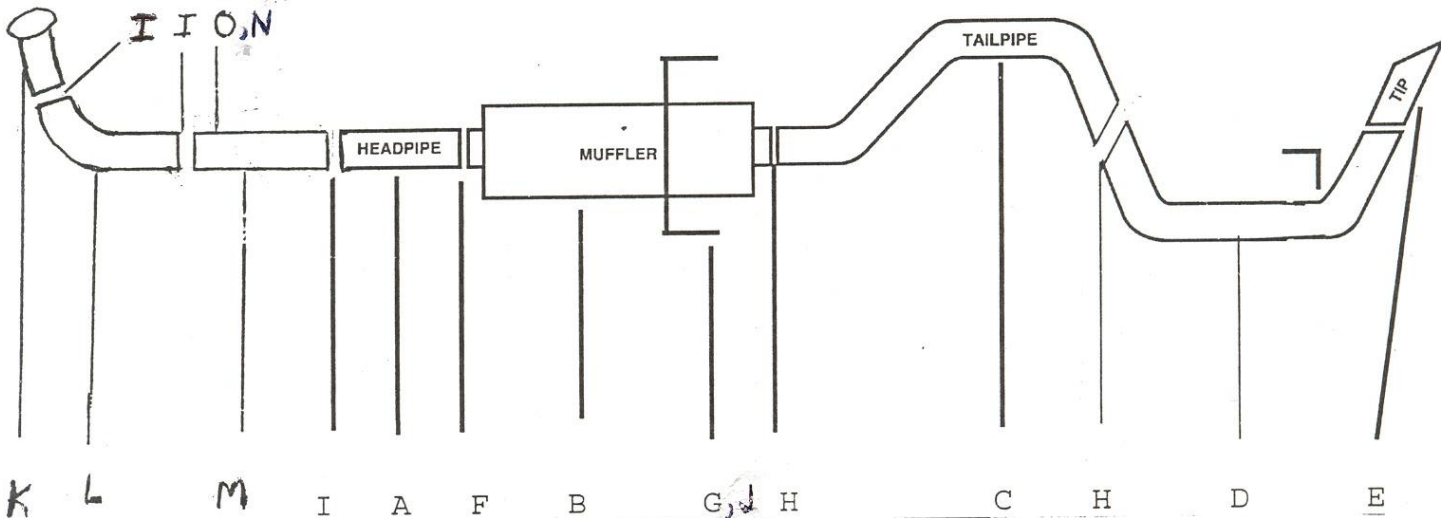 I I O,N
TAILPIPE
TIP
HEADPIPE
MUFFLER
K L M I A F B G,J H C H D E